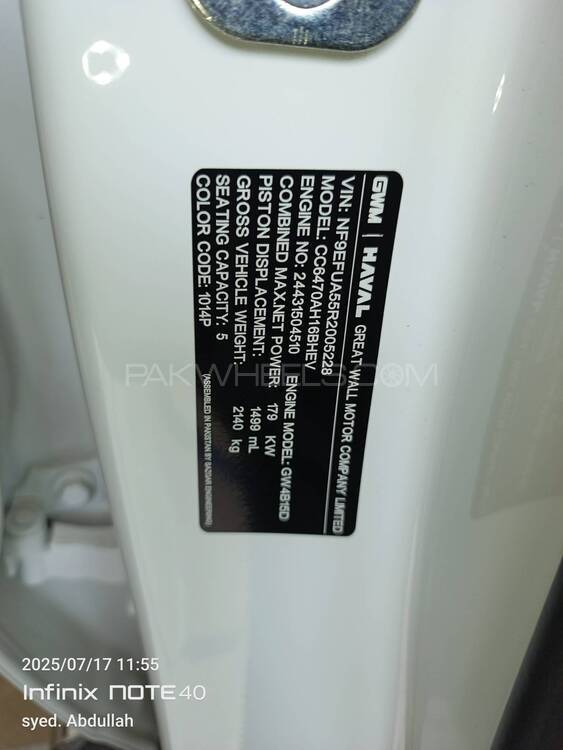 GWM | HAVAL GREAT WALL MOTOR COMPANY LIMITED
VIN: NF9EFUA55R2005228
MODEL: CC6470AH16BHEV
ENGINE NO: 24431504510 ENGINE MODEL: GW4B15D
COMBINED MAX.NET POWER: 179 KW
PISTON DISPLACEMENT: 1499 mL
GROSS VEHICLE WEIGHT: 2140 kg
SEATING CAPACITY: 5
COLOR CODE: 1014P
(ASSEMBLED IN PAKISTAN BY SAZGAR ENGINEERING)
PAKWHEELS.COM
2025/07/17 11:55
Infinix NOTE 40
syed. Abdullah